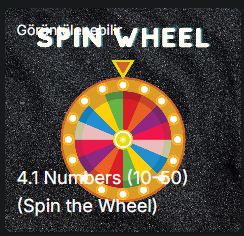 Görüntülenebilir
SPIN WHEEL
4.1 Numbers (10-50)
(Spin the Wheel)